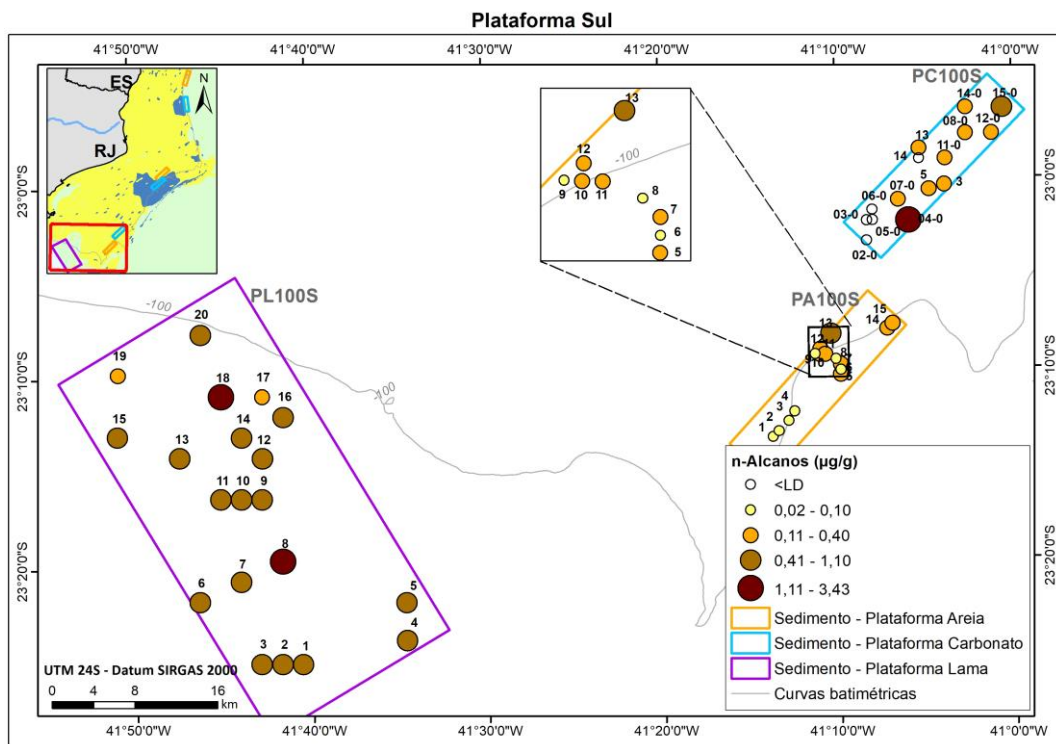 Plataforma Sul
41°50'0"W 41°40'0"W 41°30'0"W 41°20'0"W 41°10'0"W 41°0'0"W
ES
N
RJ
13
-100
12
9 10 11
8
7
6
5
PC100S
14-0 15-0
08-0 12-0
13
14 11-0
5 3
07-0
06-0
03-0 04-0
05-0
02-0
23°0'0"S
23°0'0"S
PL100S
-100
20
19
18 17
16
15 14
13 12
11 10 9
8
7
6 5
4
3 2 1
-100
PA100S
15
14
13
12
11
9 8
10
4
3
2
1
23°10'0"S
23°10'0"S
23°20'0"S
23°20'0"S
n-Alcanos (µg/g)
<LD
0,02 - 0,10
0,11 - 0,40
0,41 - 1,10
1,11 - 3,43
Sedimento - Plataforma Areia
Sedimento - Plataforma Carbonato
Sedimento - Plataforma Lama
Curvas batimétricas
UTM 24S - Datum SIRGAS 2000
0 4 8 16
km
41°50'0"W 41°40'0"W 41°30'0"W 41°20'0"W 41°10'0"W 41°0'0"W